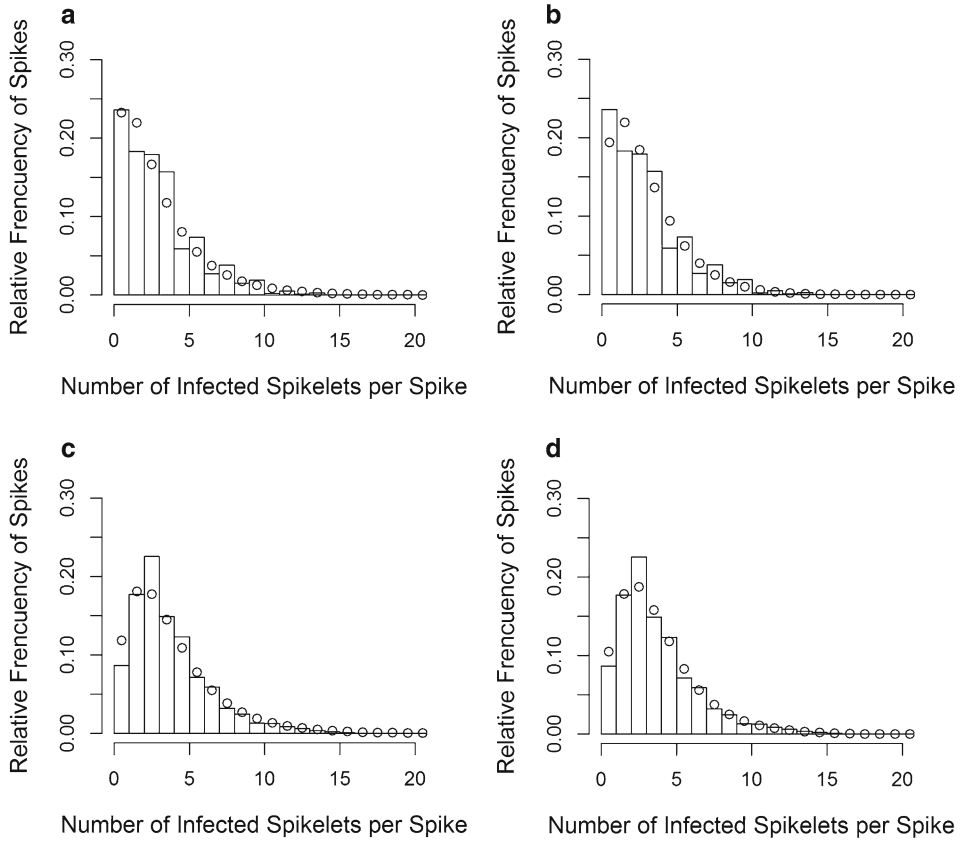 a
b
Relative Frencuency of Spikes
0.00 0.10 0.20 0.30
0 5 10 15 20
Number of Infected Spikelets per Spike
Relative Frencuency of Spikes
0.00 0.10 0.20 0.30
0 5 10 15 20
Number of Infected Spikelets per Spike
c
d
Relative Frencuency of Spikes
0.00 0.10 0.20 0.30
0 5 10 15 20
Number of Infected Spikelets per Spike
Relative Frencuency of Spikes
0.00 0.10 0.20 0.30
0 5 10 15 20
Number of Infected Spikelets per Spike